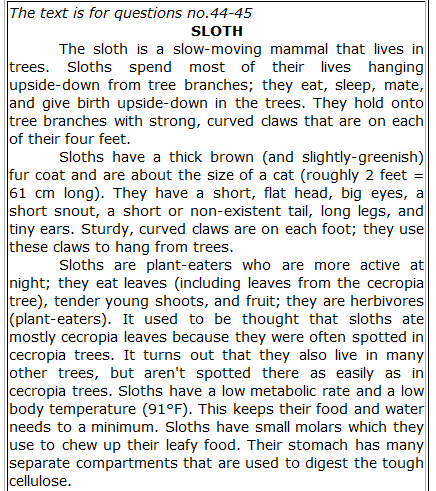 The text is for questions no.44-45
SLOTH
The sloth is a slow-moving mammal that lives in
trees. Sloths spend most of their lives hanging
upside-down from tree branches; they eat, sleep, mate,
and give birth upside-down in the trees. They hold onto
tree branches with strong, curved claws that are on each
of their four feet.
Sloths have a thick brown (and slightly-greenish)
fur coat and are about the size of a cat (roughly 2 feet =
61 cm long). They have a short, flat head, big eyes, a
short snout, a short or non-existent tail, long legs, and
tiny ears. Sturdy, curved claws are on each foot; they use
these claws to hang from trees.
Sloths are plant-eaters who are more active at
night; they eat leaves (including leaves from the cecropia
tree), tender young shoots, and fruit; they are herbivores
(plant-eaters). It used to be thought that sloths ate
mostly cecropia leaves because they were often spotted in
cecropia trees. It turns out that they also live in many
other trees, but aren't spotted there as easily as in
cecropia trees. Sloths have a low metabolic rate and a low
body temperature (91°F). This keeps their food and water
needs to a minimum. Sloths have small molars which they
use to chew up their leafy food. Their stomach has many
separate compartments that are used to digest the tough
cellulose.